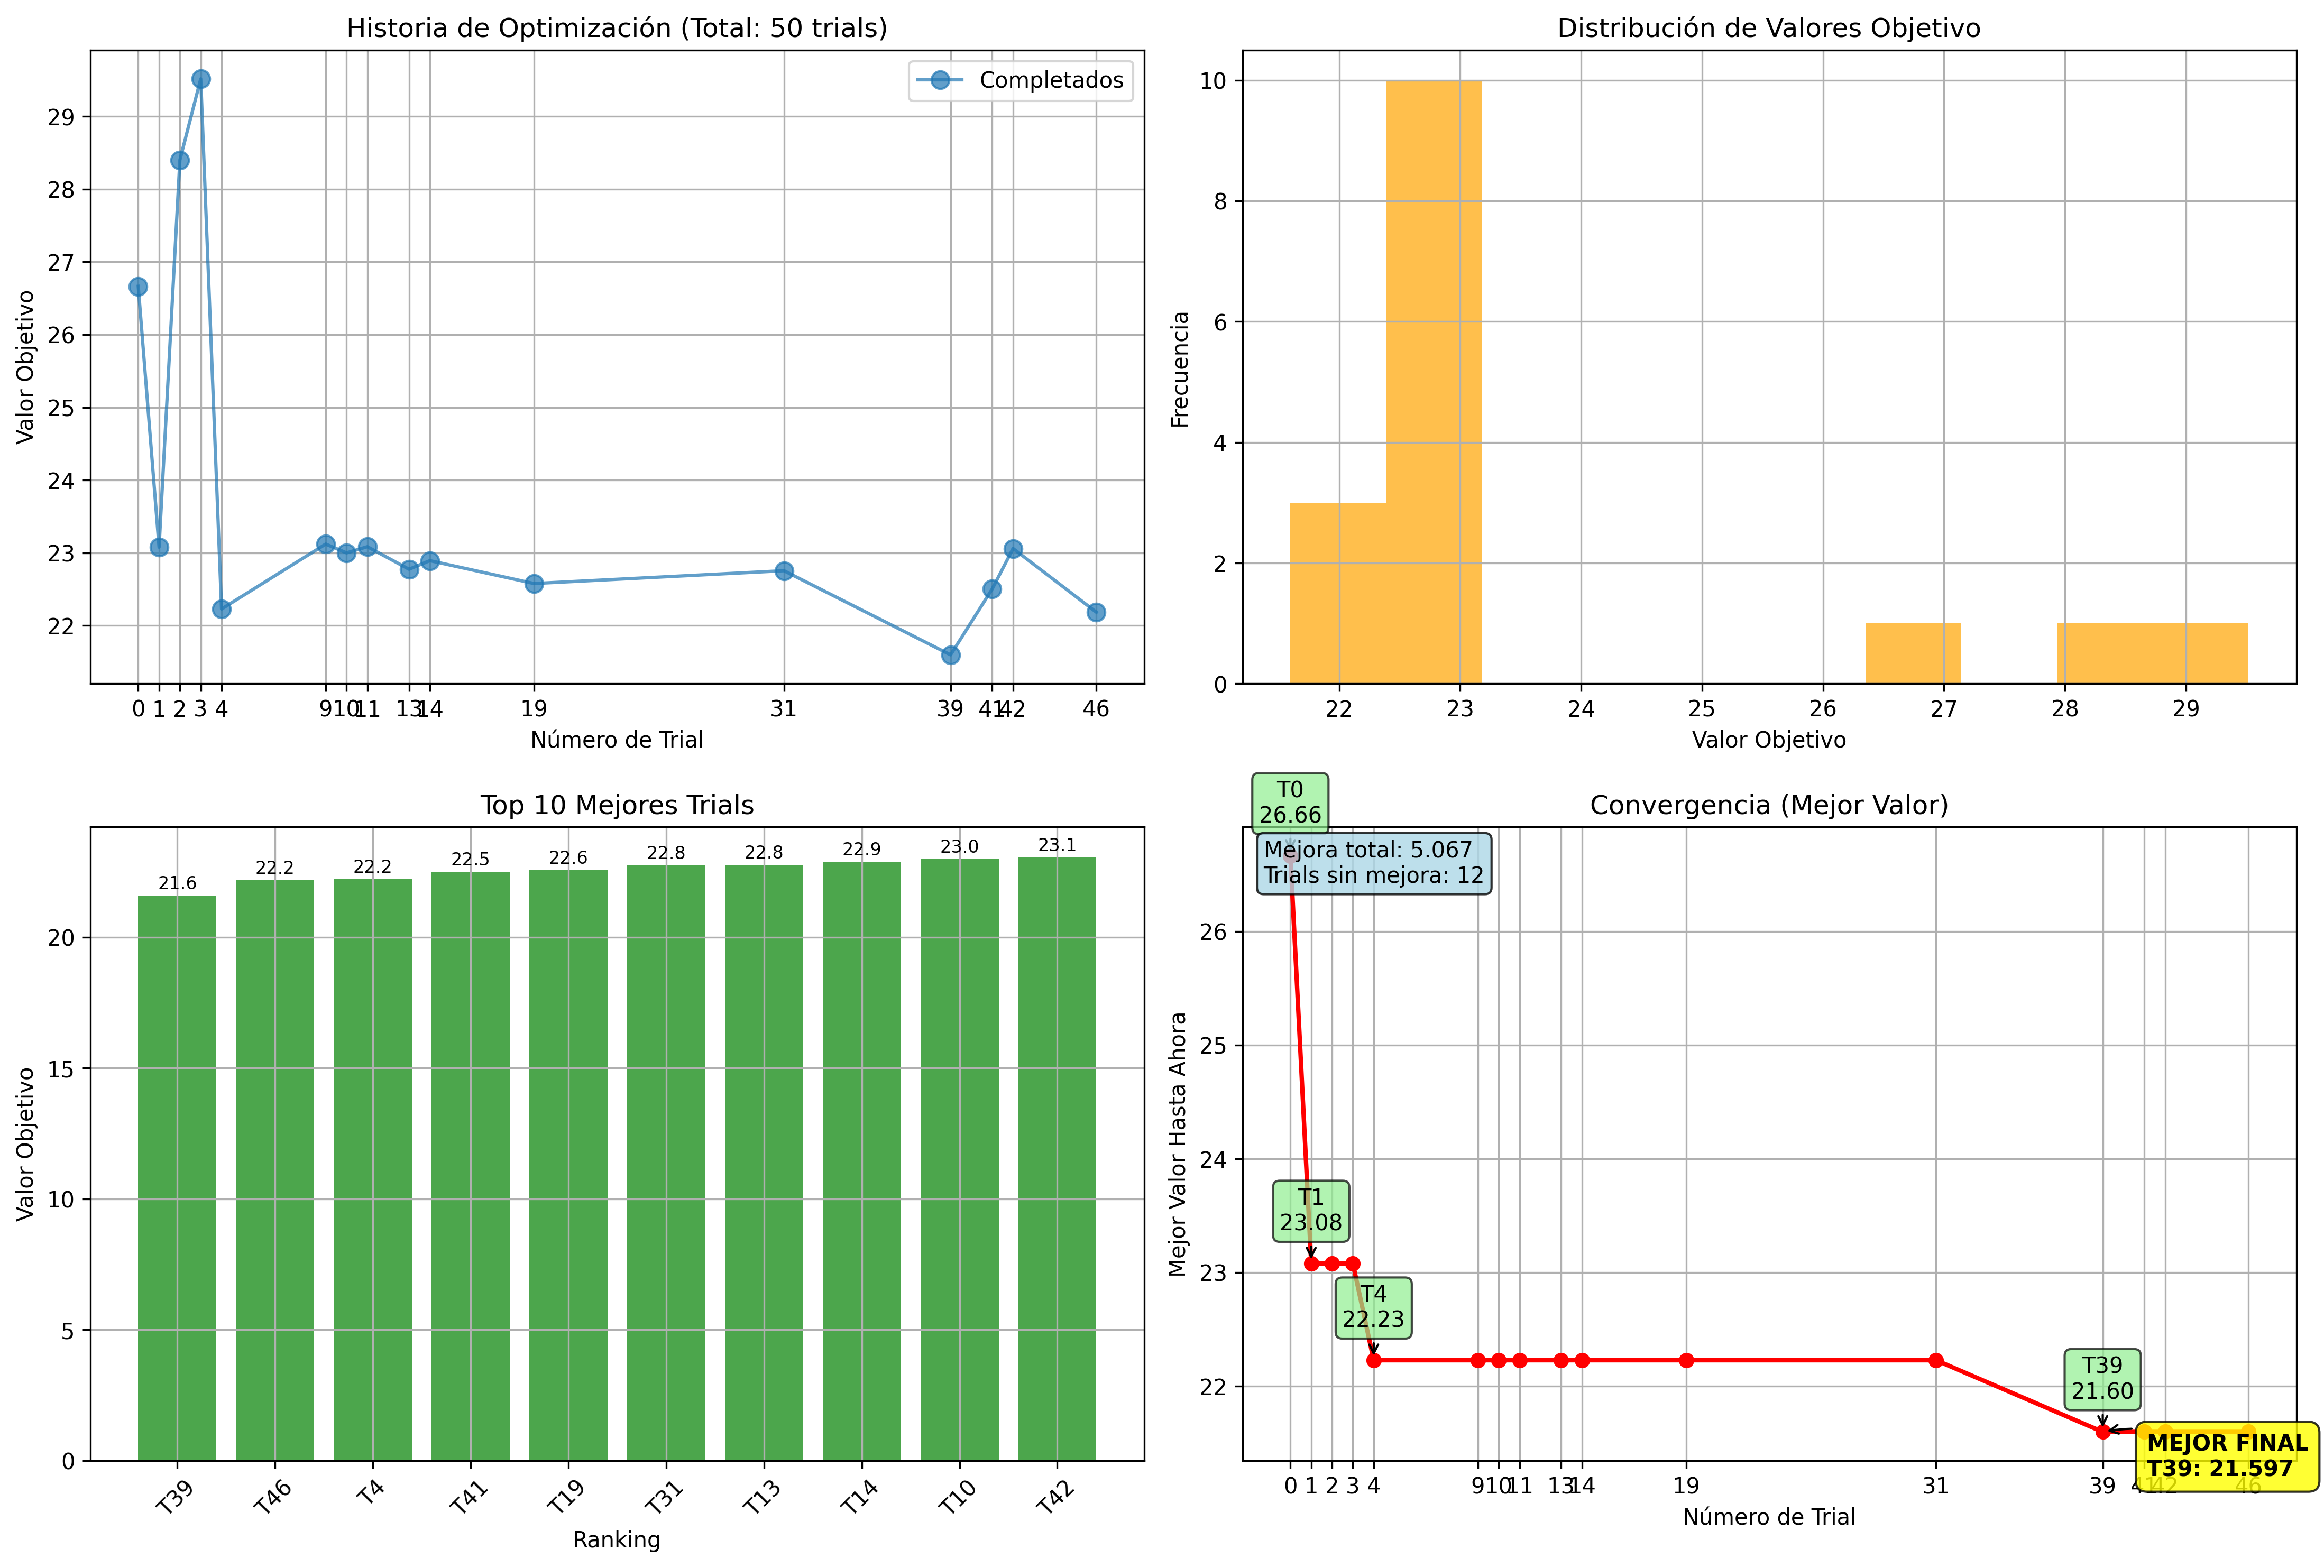 Historia de Optimización (Total: 50 trials)
Completados
Valor Objetivo
29
28
27
26
25
24
23
22
0 1 2 3 4 9 10 11 13 14 19 31 39 41 42 46
Número de Trial
Distribución de Valores Objetivo
Frecuencia
10
8
6
4
2
0
22 23 24 25 26 27 28 29
Valor Objetivo
Top 10 Mejores Trials
Valor Objetivo
20
15
10
5
0
21.6 22.2 22.2 22.5 22.6 22.8 22.8 22.9 23.0 23.1
T39 T46 T4 T41 T19 T31 T13 T14 T10 T42
Ranking
Convergencia (Mejor Valor)
T0
26.66
Mejora total: 5.067
Trials sin mejora: 12
Mejor Valor Hasta Ahora
26
25
24
23
22
T1
23.08
T4
22.23
T39
21.60
MEJOR FINAL
T39: 21.597
0 1 2 3 4 9 10 11 13 14 19 31 39 41 42 46
Número de Trial